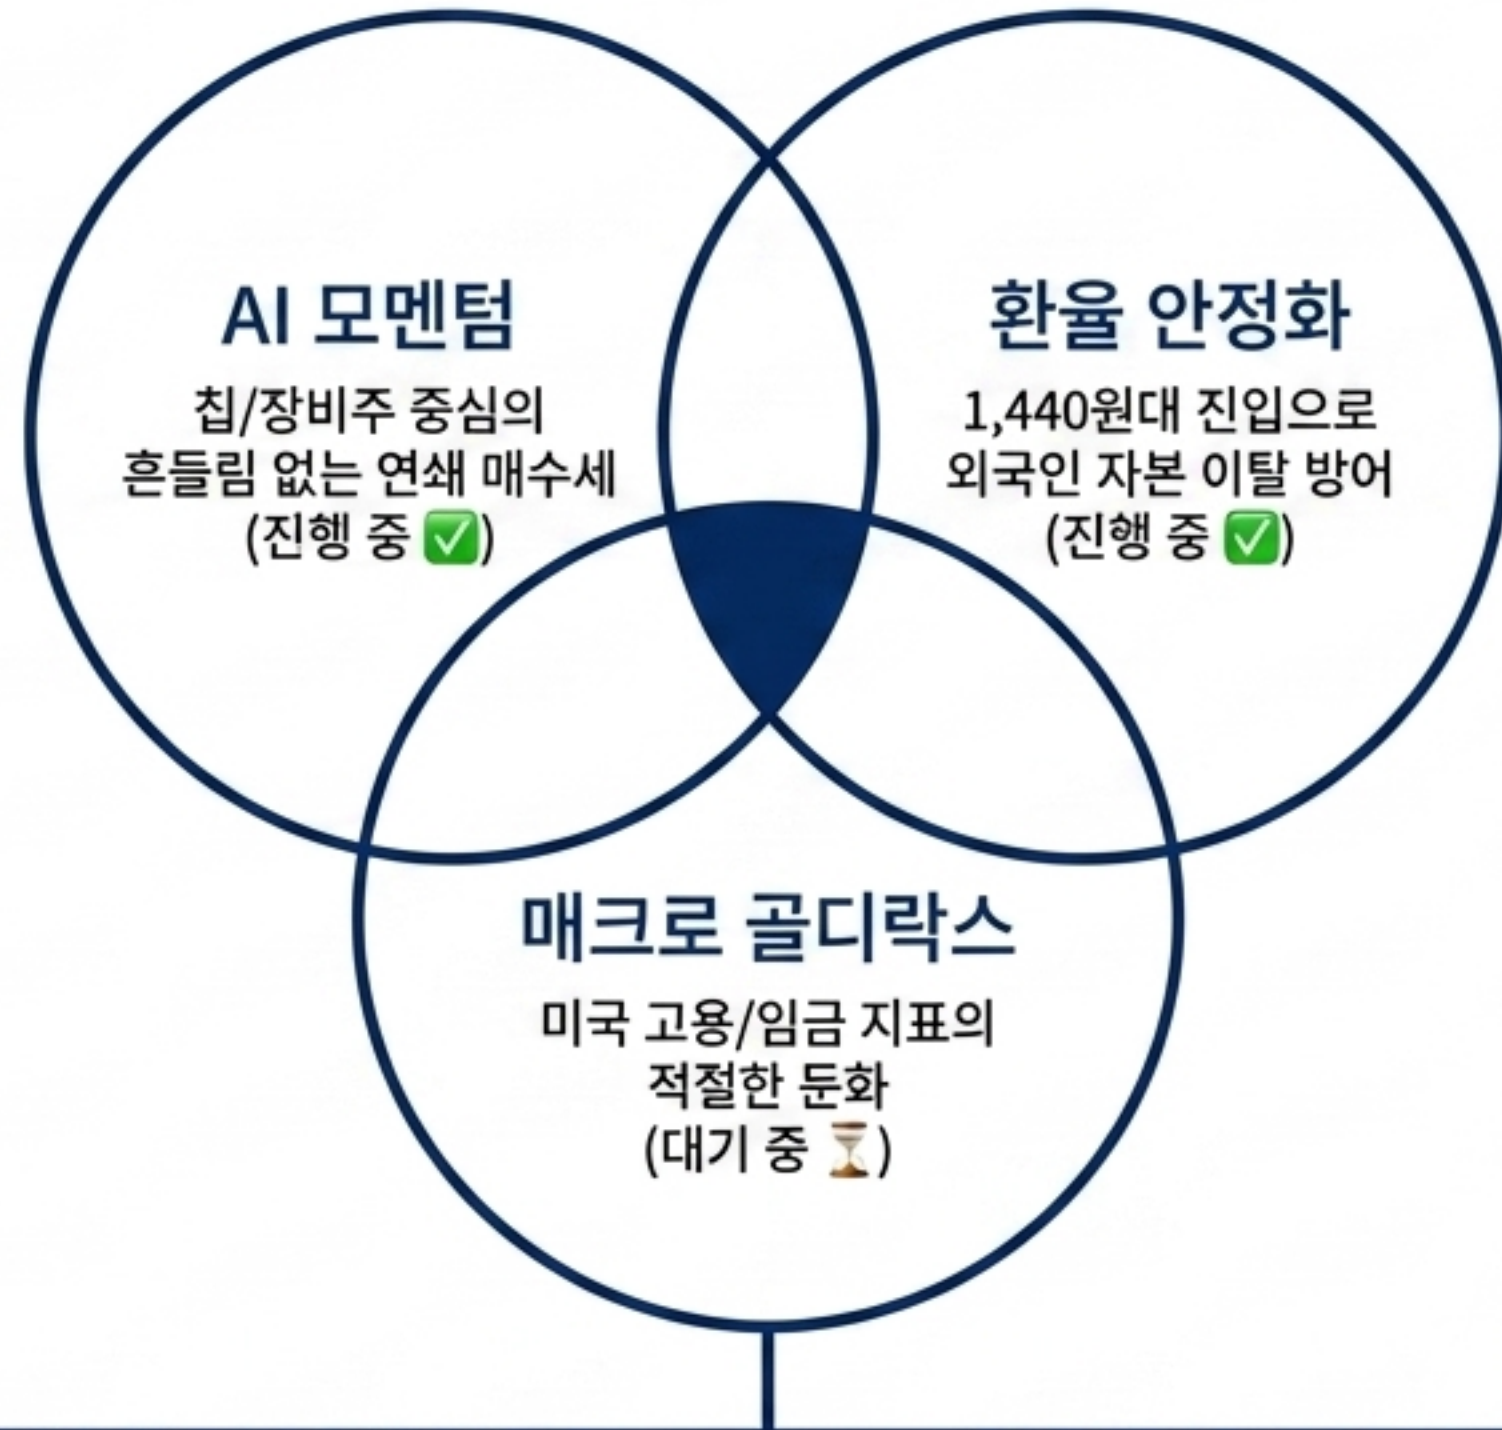 AI 모멘텀
칩/장비주 중심의
흔들림 없는 연쇄 매수세
(진행 중 ✅)
환율 안정화
1,440원대 진입으로
외국인 자본 이탈 방어
(진행 중 ✅)
매크로 골디락스
미국 고용/임금 지표의
적절한 둔화
(대기 중 ⏳)